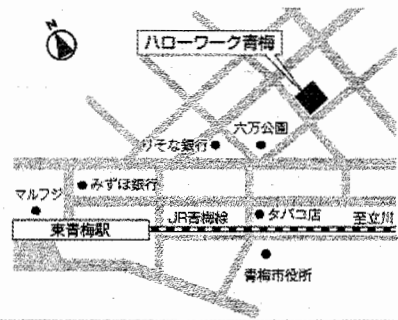 N
ハローワーク青梅
六万公園
りそな銀行
みずほ銀行
マルフジ
JR青梅線
タバコ店
至立川
東青梅駅
青梅市役所